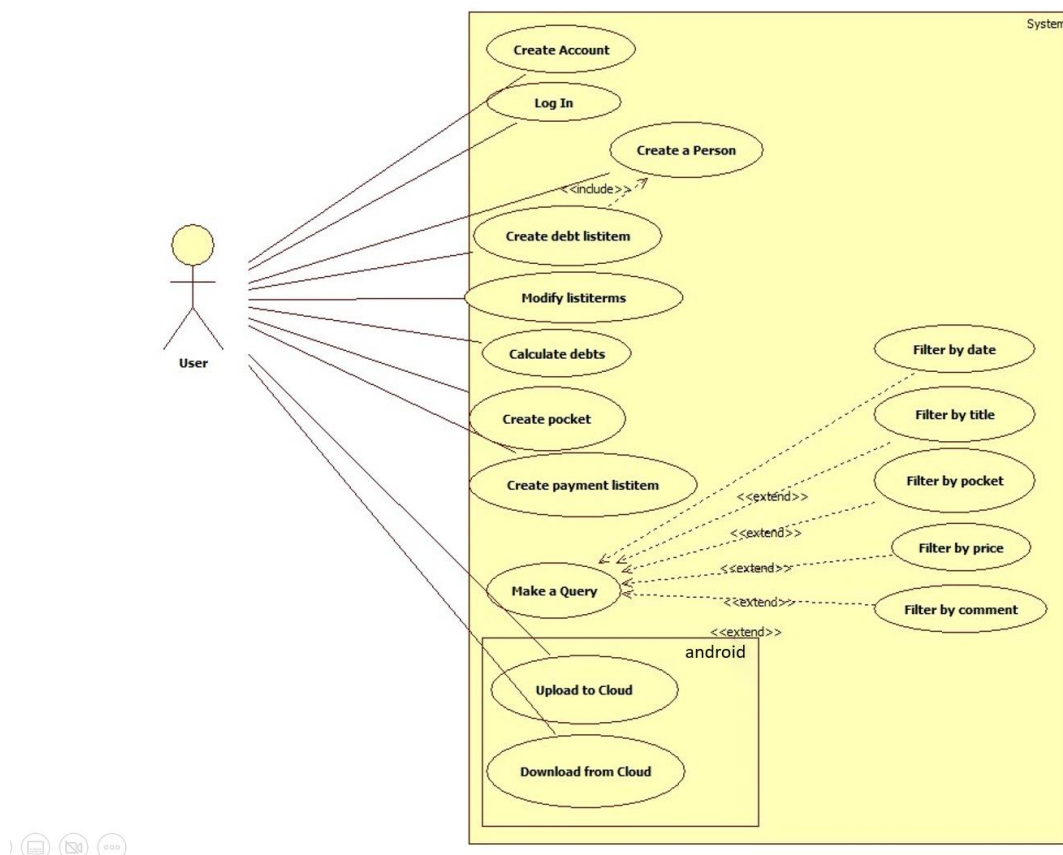 System
Create Account
Log In
Create a Person
<<include>>
Create debt listitem
Modify listiterms
User
Calculate debts
Filter by date
Create pocket
Filter by title
Create payment listitem
Filter by pocket
<<extend>>
<<extend>>
Filter by price
<<extend>>
Make a Query
<<extend>>
Filter by comment
<<extend>>
android
Upload to Cloud
Download from Cloud